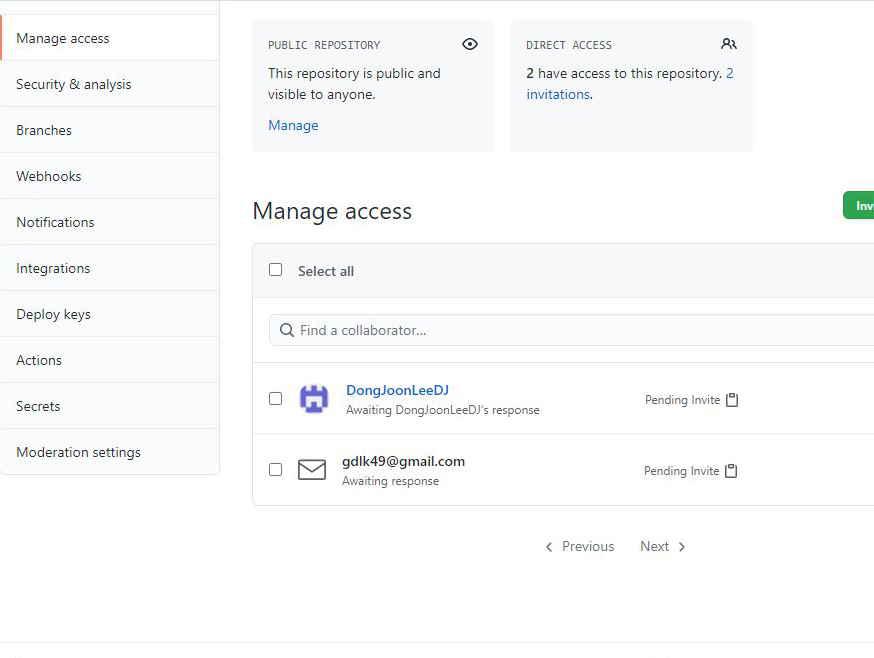 Manage access
Security & analysis
Branches
Webhooks
Notifications
Integrations
Deploy keys
Actions
Secrets
Moderation settings
PUBLIC REPOSITORY
This repository is public and
visible to anyone.
Manage
DIRECT ACCESS
2 have access to this repository. 2
invitations.
Manage access
Inv
Select all
Find a collaborator...
DongJoonLeeDJ
Awaiting DongJoonLeeDJ's response
Pending Invite
gdlk49@gmail.com
Awaiting response
Pending Invite
Previous Next